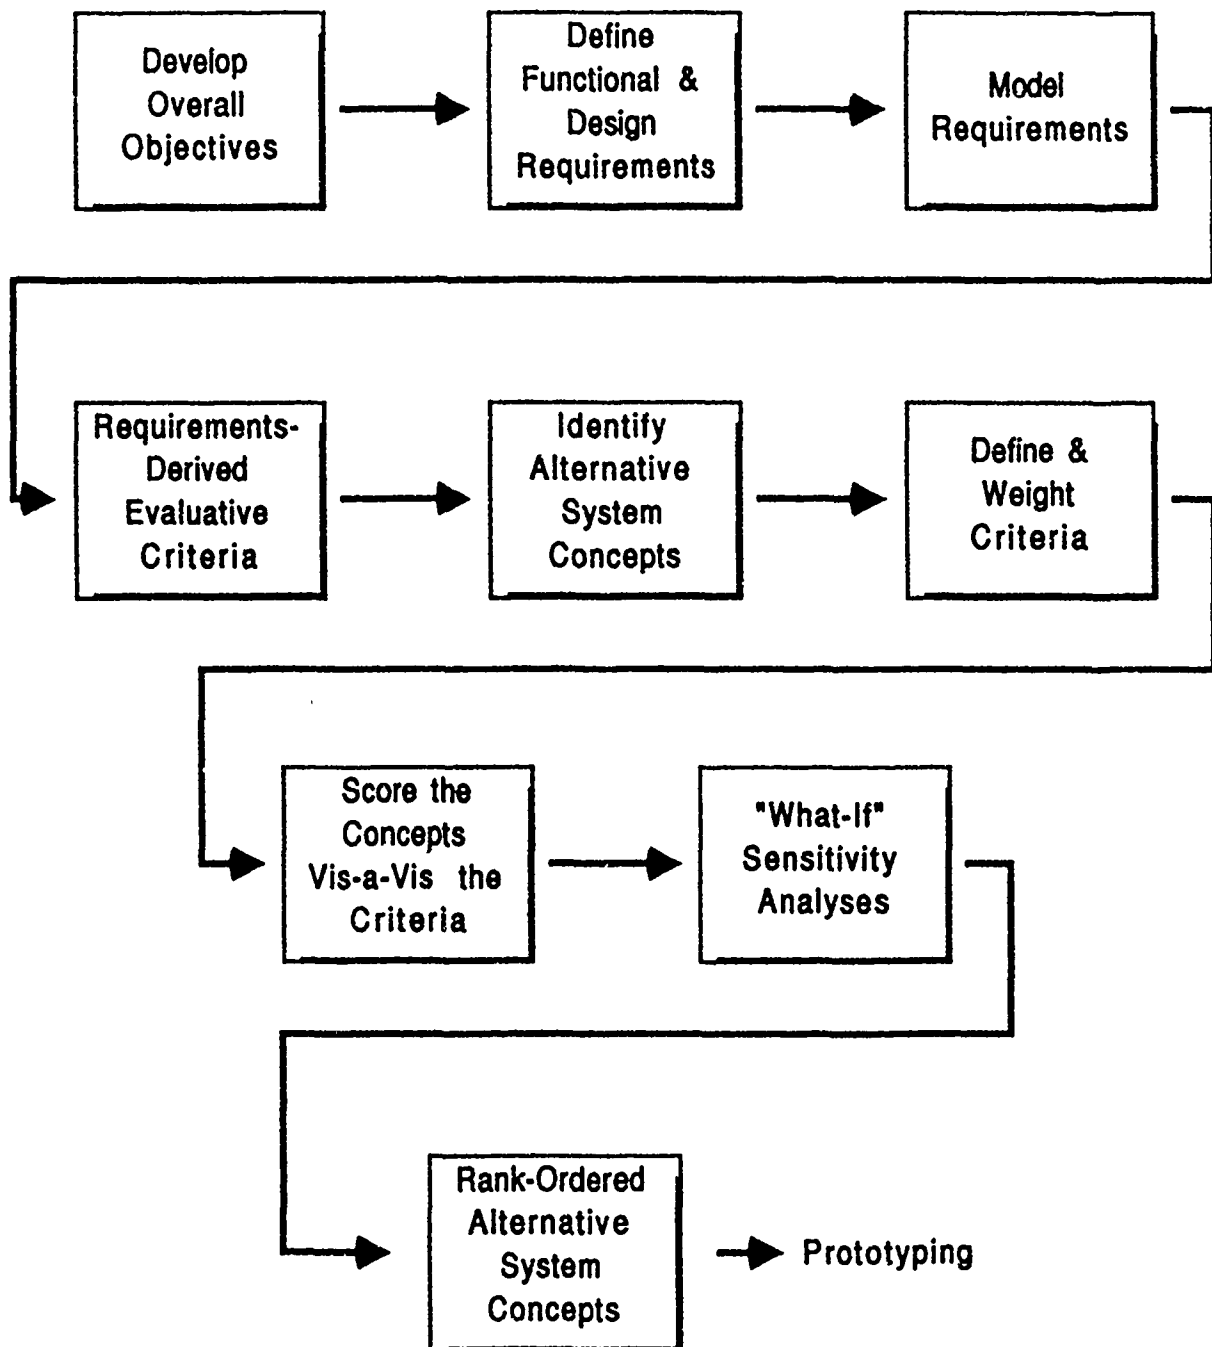 Develop
Overall
Objectives
Define
Functional &
Design
Requirements
Model
Requirements
Requirements-
Derived
Evaluative
Criteria
Identify
Alternative
System
Concepts
Define &
Weight
Criteria
Score the
Concepts
Vis-a-Vis the
Criteria
"What-If"
Sensitivity
Analyses
Rank-Ordered
Alternative
System
Concepts
Prototyping